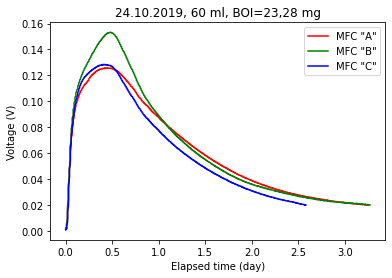 24.10.2019, 60 ml, BOI=23,28 mg
MFC "A"
MFC "B"
MFC "C"
Voltage (V)
0.16
0.14
0.12
0.10
0.08
0.06
0.04
0.02
0.00
0.0 0.5 1.0 1.5 2.0 2.5 3.0
Elapsed time (day)